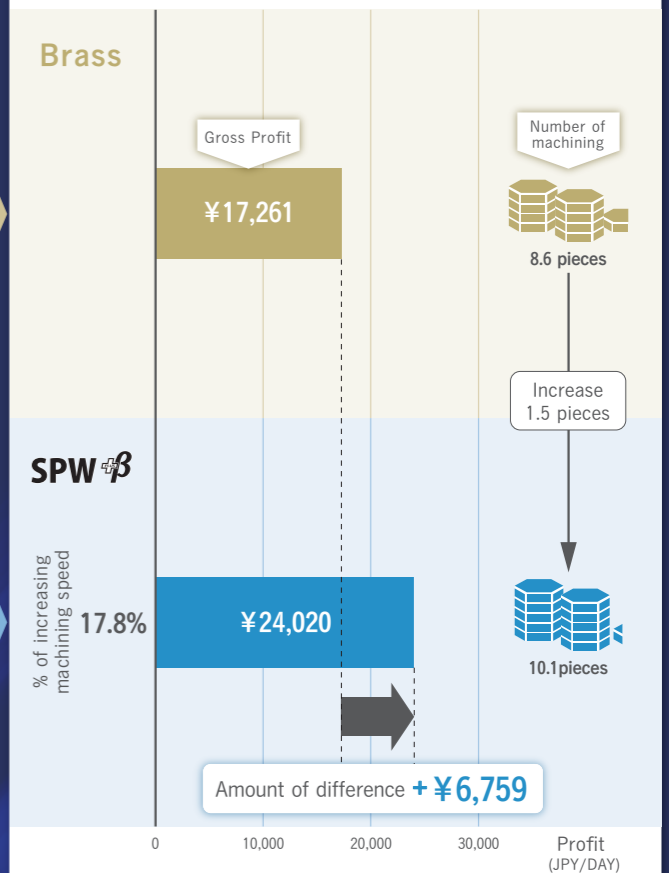 Brass
Gross Profit
Number of
machining
¥17,261
8.6 pieces
Increase
1.5 pieces
SPW+β
% of increasing
machining speed
17.8%
¥24,020
10.1pieces
Amount of difference +¥6,759
0
10,000
20,000
30,000
Profit
(JPY/DAY)